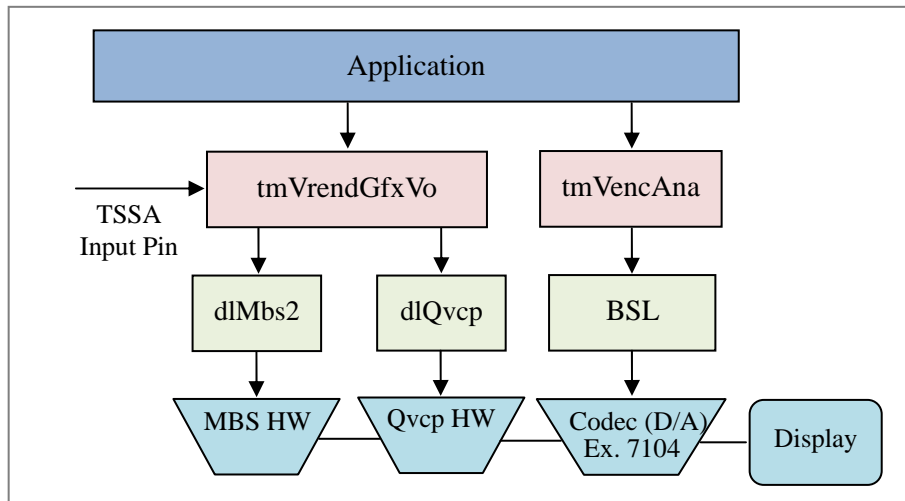 Application
tmVrendGfxVo
tmVencAna
TSSA
Input Pin
dlMbs2
dlQvcp
BSL
MBS HW
Qvcp HW
Codec (D/A)
Ex. 7104
Display